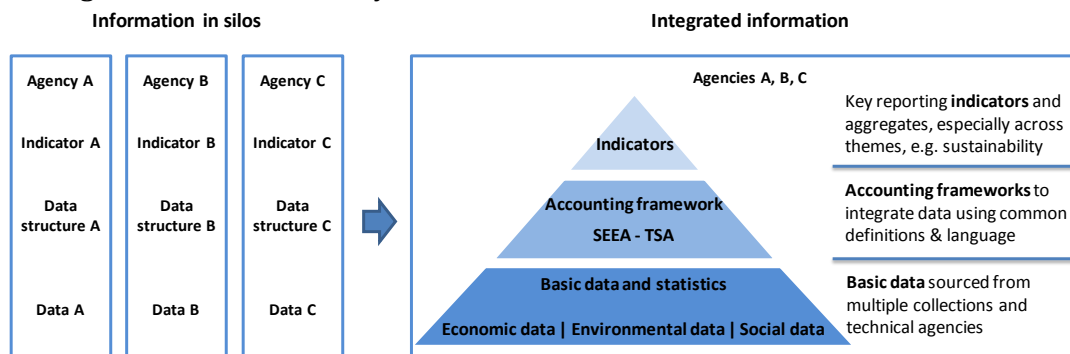 Information in silos
Integrated information
Agency A
Indicator A
Data
structure A
Data A
Agency B
Indicator B
Data
structure B
Data B
Agency C
Indicator C
Data
structure C
Data C
Agencies A, B, C
Indicators
Accounting framework
SEEA - TSA
Basic data and statistics
Economic data | Environmental data | Social data
Key reporting indicators and
aggregates, especially across
themes, e.g. sustainability
Accounting frameworks to
integrate data using common
definitions & language
Basic data sourced from
multiple collections and
technical agencies